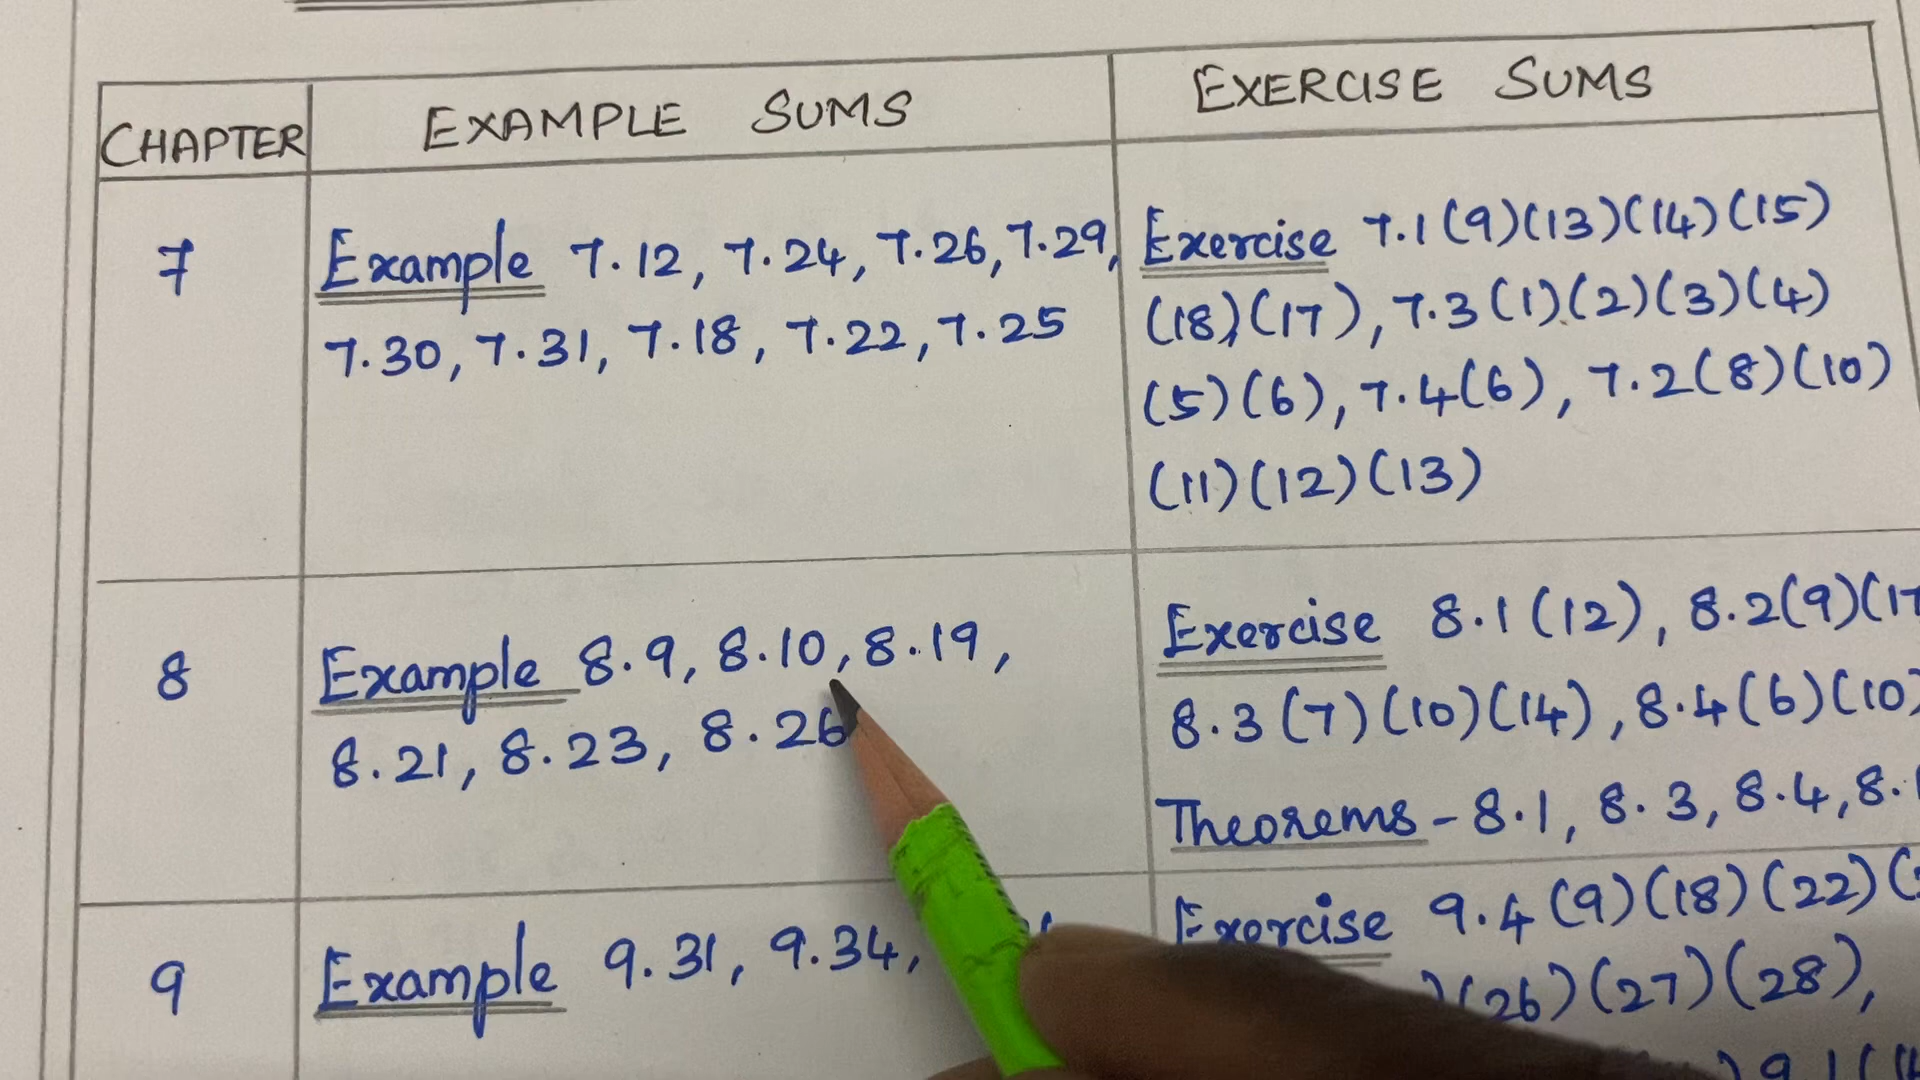 CHAPTER EXAMPLE SUMS EXERCISE SUMS
7
Example 7.12, 7.24, 7.26, 7.29,
7.30, 7.31, 7.18, 7.22, 7.25
Exercise 7.1(9)(13)(14)(15)
(18)(17), 7.3(1)(2)(3)(4)
(5)(6), 7.4(6), 7.2(8)(10)
(11)(12)(13)
8
Example 8.9, 8.10, 8.19,
8.21, 8.23, 8.26
Exercise 8.1(12), 8.2(9)
8.3(7)(10)(14), 8.4(6)(10)
Theorems - 8.1, 8.3, 8.4,
9
Example 9.31, 9.34,
Exercise 9.4(9)(18)(22)
(26)(27)(28),
9.1